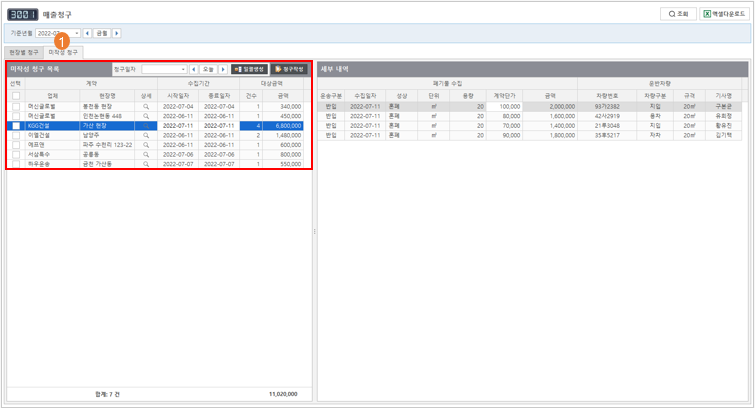 3001 매출청구 조회 엑셀다운로드
기준년월 2022-07 금월
1
현장별 청구 미작성 청구
미작성 청구 목록 청구일자 오늘 일괄생성 청구작성 세부 내역
선택 계약 수집기간 대상금액 폐기물 수집 운반차량
업체 현장명 상세 시작일자 종료일자 건수 금액 운송구분 수집일자 성상 단위 용량 계약단가 금액 차량번호 차량구분 규격 기사명
머신글로벌 봉천동 현장 2022-07-04 2022-07-04 1 340,000 반입 2022-07-11 혼폐 ㎥ 20 100,000 2,000,000 93가2382 지입 20㎥ 구본운
머신글로벌 인천논현동 448 2022-06-11 2022-06-11 1 450,000 반입 2022-07-11 혼폐 ㎥ 20 80,000 1,600,000 42서2919 용차 20㎥ 유희정
KGG건설 가산 현장 2022-07-11 2022-07-11 4 6,800,000 반입 2022-07-11 혼폐 ㎥ 20 70,000 1,400,000 21루3048 지입 20㎥ 황유진
이엘건설 남양주 2022-06-11 2022-06-11 2 1,480,000 반입 2022-07-11 혼폐 ㎥ 20 90,000 1,800,000 35후5217 자차 20㎥ 김기택
에프앤 파주 수천리 123-22 2022-06-11 2022-06-11 1 600,000
서삼특수 공릉동 2022-07-06 2022-07-06 1 800,000
하우운송 금천 가산동 2022-07-07 2022-07-07 1 550,000
합계: 7 건 11,020,000